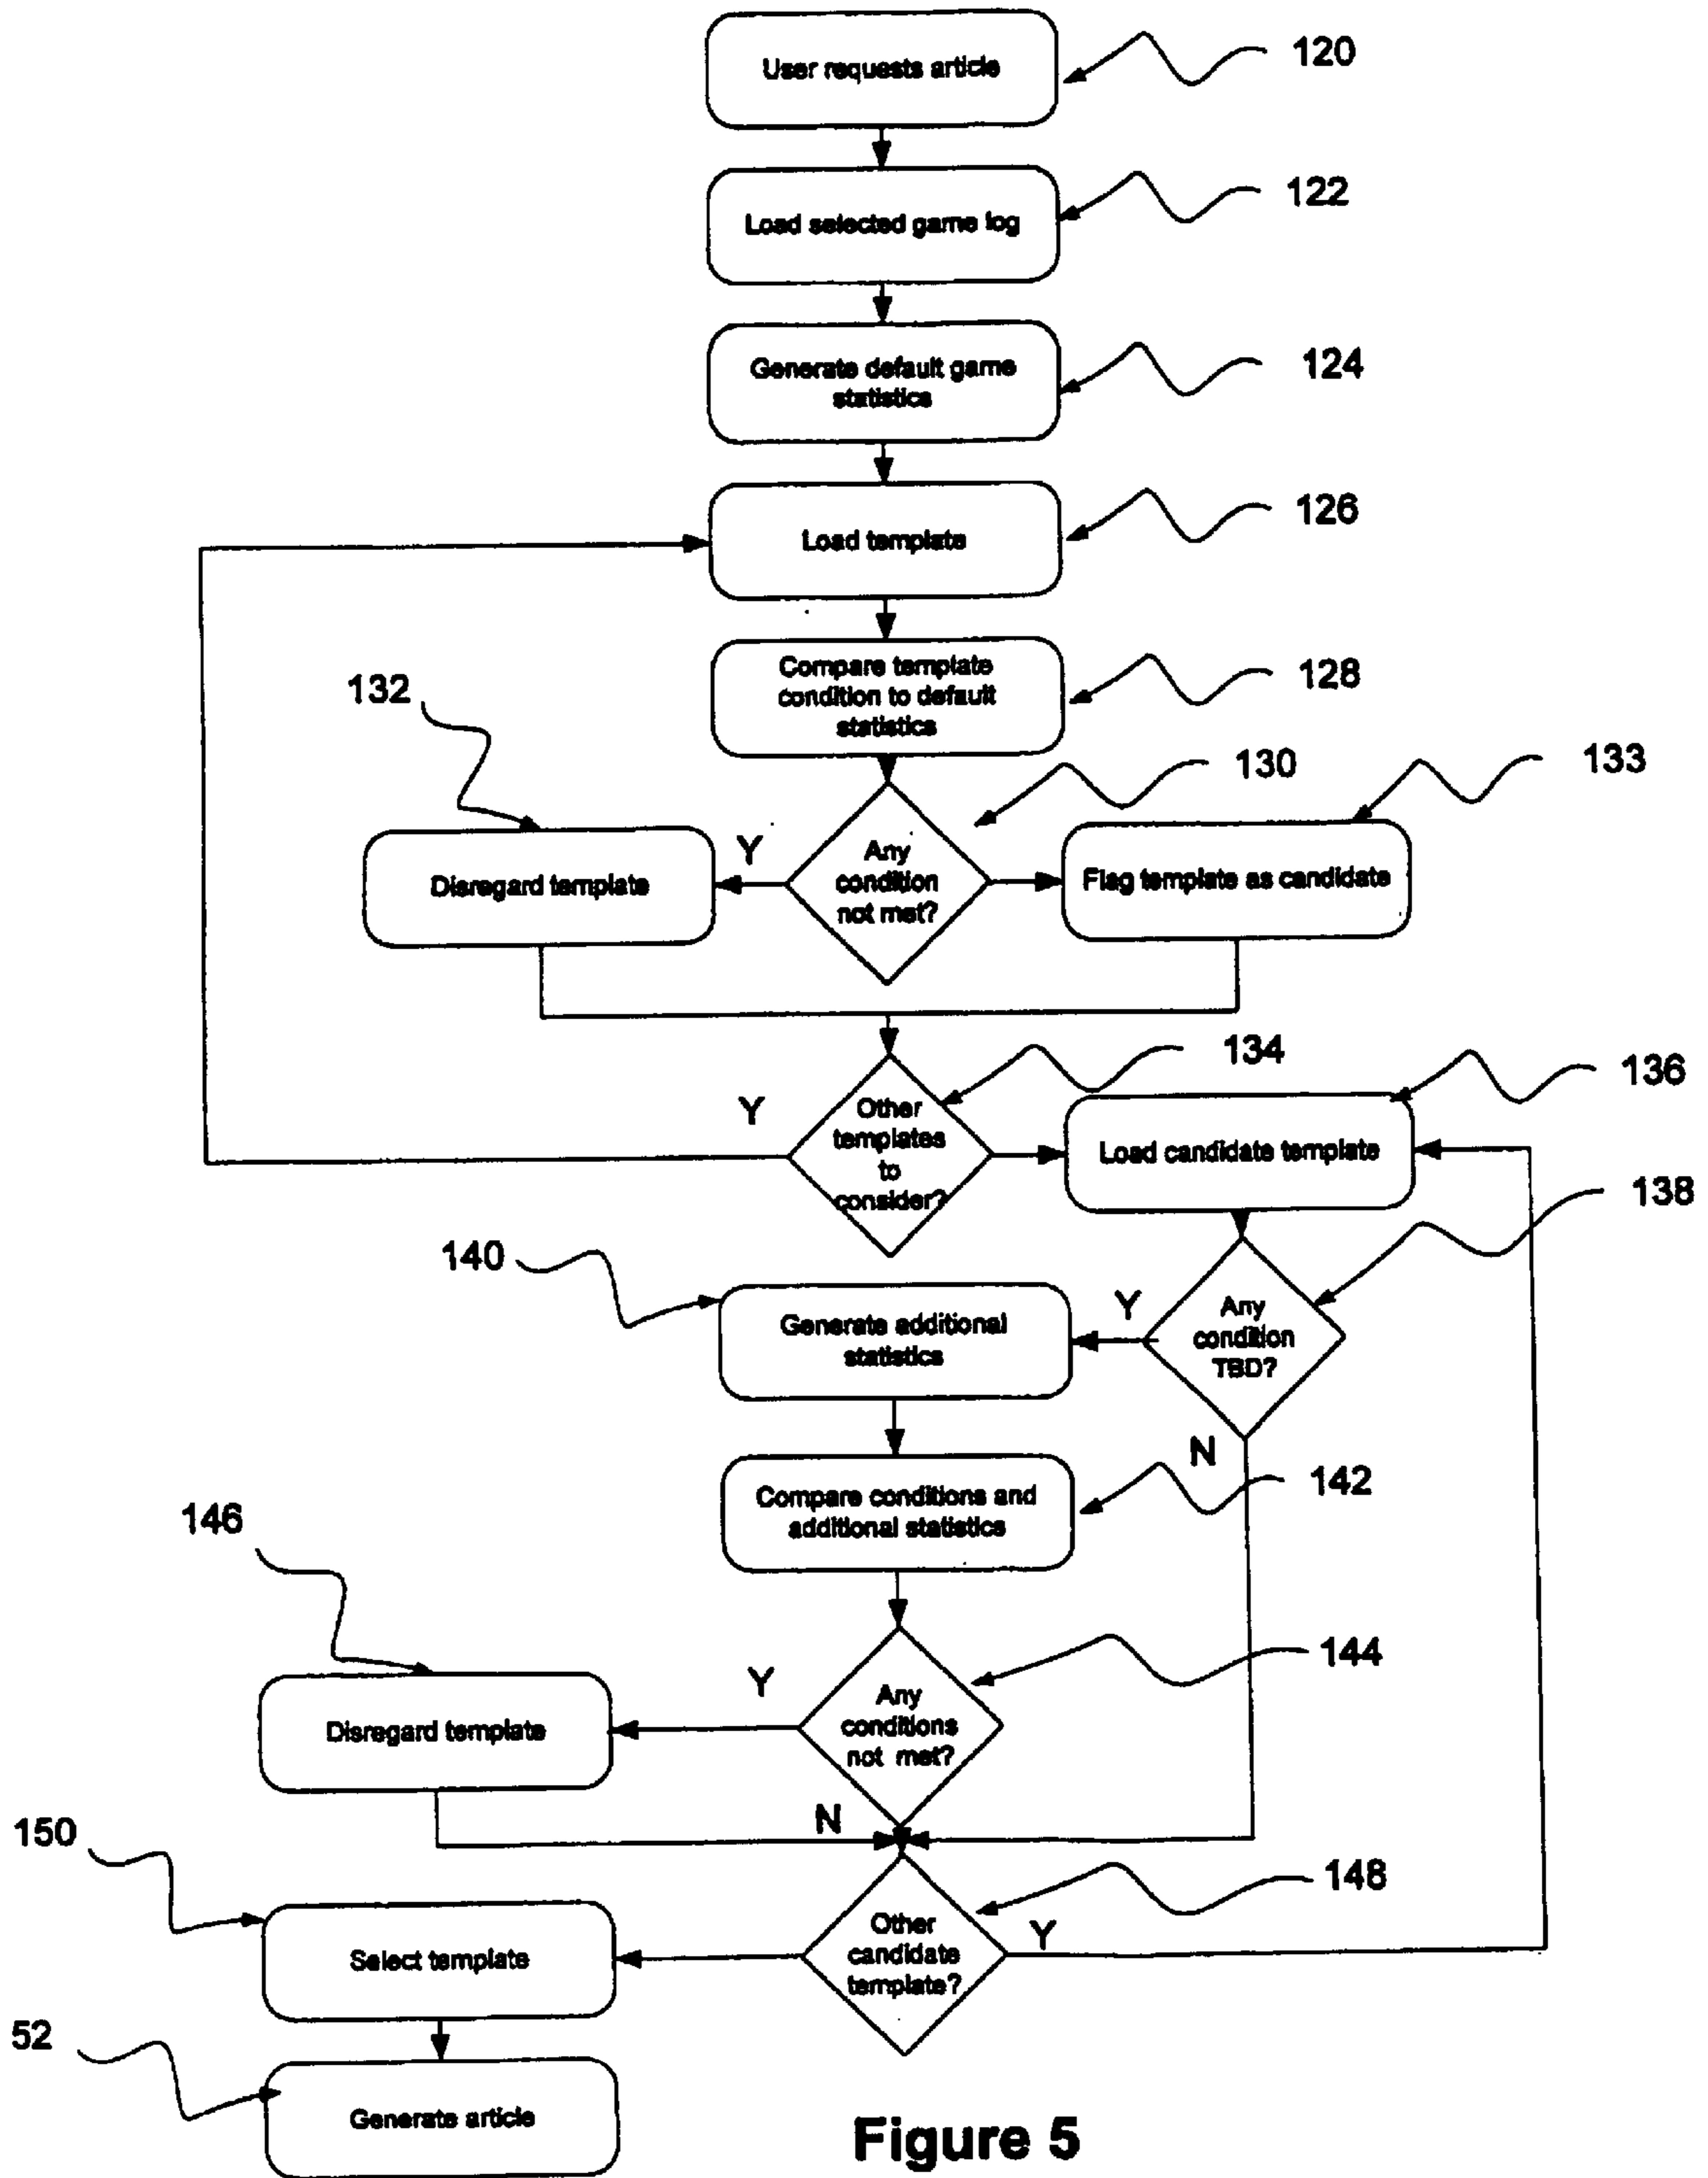 User requests article
120
Load selected game log
122
Generate default game
statistics
124
Load template
126
Compare template
condition to default
statistics
128
132
130
133
Disregard template
Y
Any
condition
not met?
Flag template as candidate
134
136
Y
Other
templates
to
consider?
Load candidate template
138
140
Generate additional
statistics
Y
Any
condition
TBD?
N
142
Compare conditions and
additional statistics
146
144
Y
Disregard template
Any
conditions
not met?
N
150
148
Select template
Other
candidate
template?
Y
52
Generate article
Figure 5